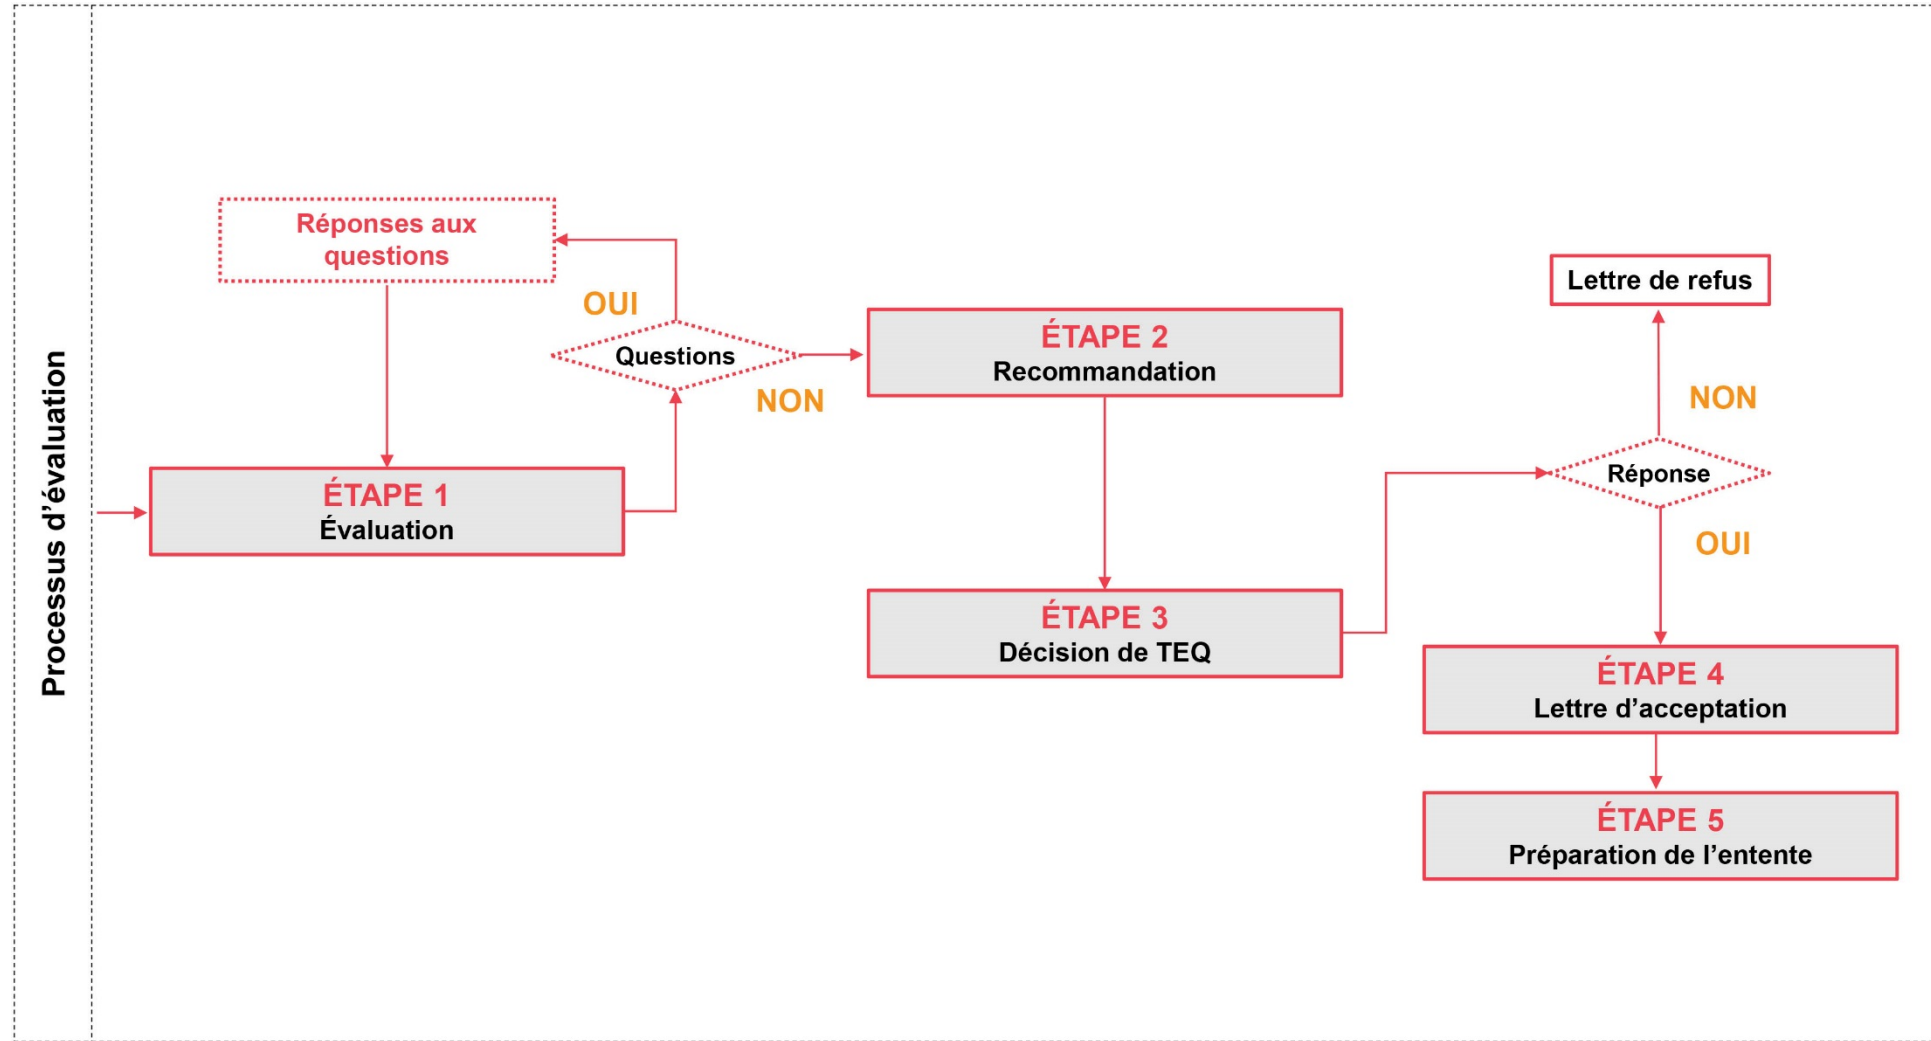 Processus d’évaluation
Réponses aux
questions
OUI
Questions
NON
ÉTAPE 1
Évaluation
ÉTAPE 2
Recommandation
ÉTAPE 3
Décision de TEQ
Lettre de refus
NON
Réponse
OUI
ÉTAPE 4
Lettre d’acceptation
ÉTAPE 5
Préparation de l’entente